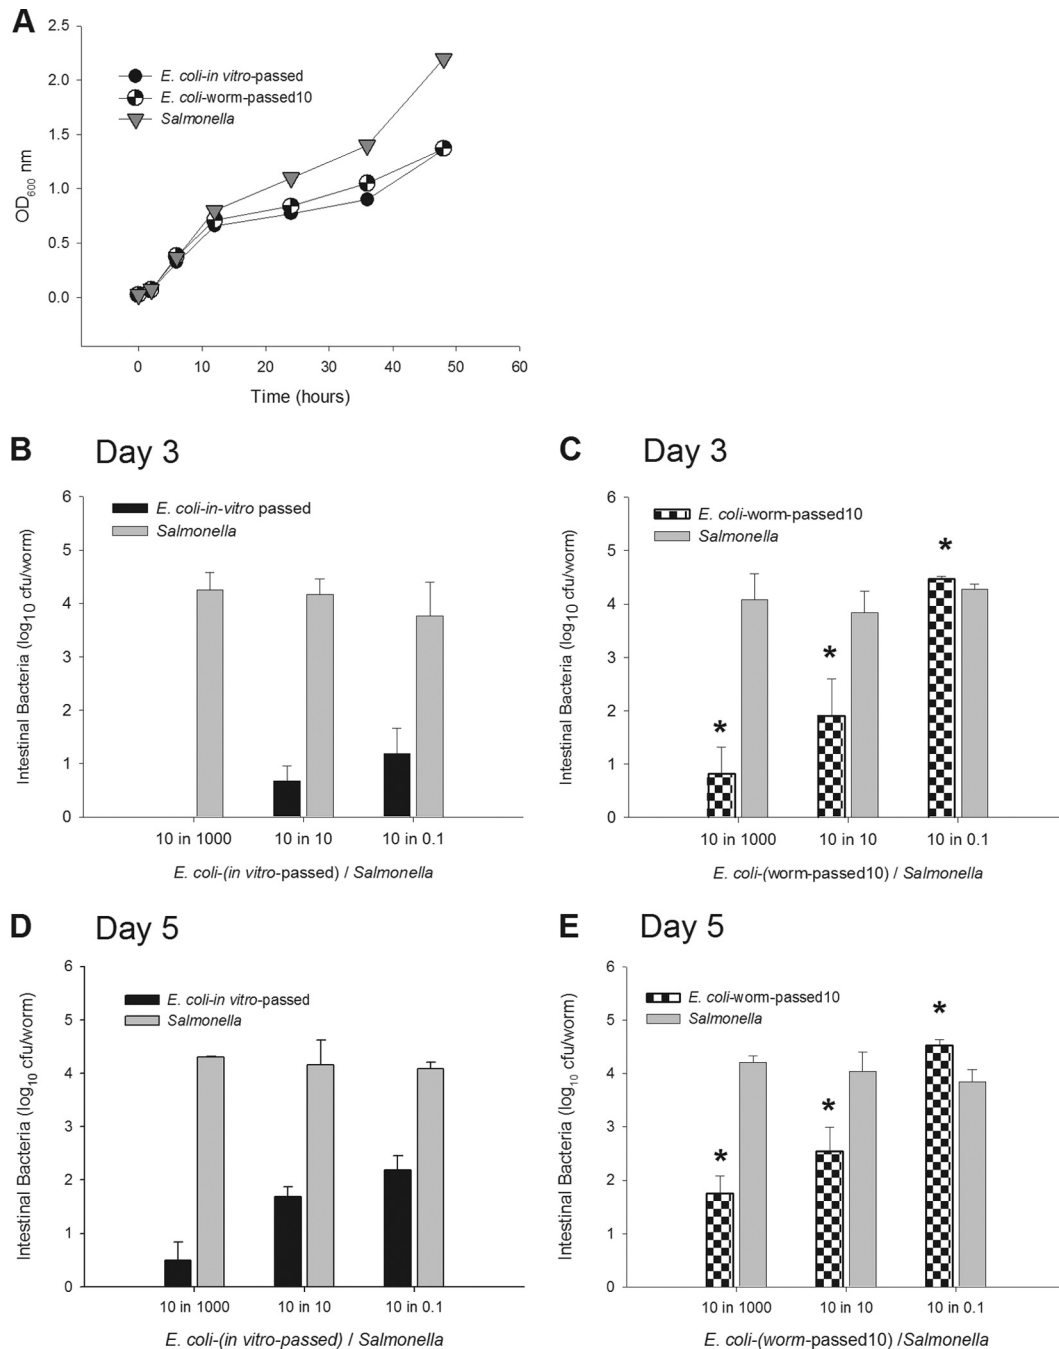 A
2.5
2.0
1.5
1.0
0.5
0.0
OD600 nm
E. coli-in vitro-passed
E. coli-worm-passed10
Salmonella
0 10 20 30 40 50 60
Time (hours)
B Day 3
6
5
4
3
2
1
0
Intestinal Bacteria (log10 cfu/worm)
E. coli-in-vitro passed
Salmonella
10 in 1000 10 in 10 10 in 0.1
E. coli-(in vitro-passed) / Salmonella
C Day 3
6
5
4
3
2
1
0
Intestinal Bacteria (log10 cfu/worm)
E. coli-worm-passed10
Salmonella
*
*
*
10 in 1000 10 in 10 10 in 0.1
E. coli-(worm-passed10) / Salmonella
D Day 5
6
5
4
3
2
1
0
Intestinal Bacteria (log10 cfu/worm)
E. coli-in vitro-passed
Salmonella
10 in 1000 10 in 10 10 in 0.1
E. coli-(in vitro-passed) / Salmonella
E Day 5
6
5
4
3
2
1
0
Intestinal Bacteria (log10 cfu/worm)
E. coli-worm-passed10
Salmonella
*
*
*
10 in 1000 10 in 10 10 in 0.1
E. coli-(worm-passed10) /Salmonella